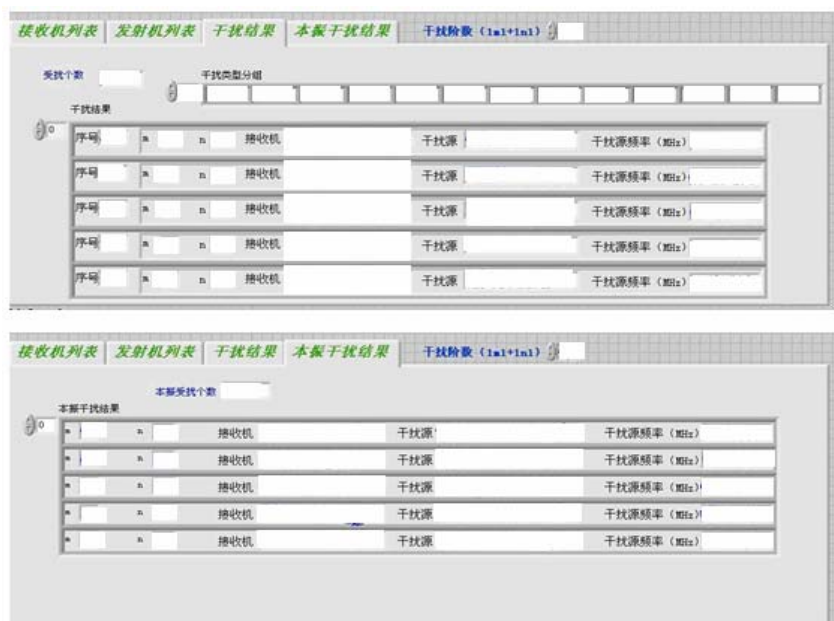 接收机列表 发射机列表 干扰结果 本振干扰结果 干扰阶数 (1m1+1n1)
受扰个数 干扰类型分组
干扰结果
0 序号 m n 接收机 干扰源 干扰源频率 (MHz)
序号 m n 接收机 干扰源 干扰源频率 (MHz)
序号 m n 接收机 干扰源 干扰源频率 (MHz)
序号 m n 接收机 干扰源 干扰源频率 (MHz)
序号 m n 接收机 干扰源 干扰源频率 (MHz)
接收机列表 发射机列表 干扰结果 本振干扰结果 干扰阶数 (1m1+1n1)
本振受扰个数
本振干扰结果
0 m n 接收机 干扰源 干扰源频率 (MHz)
m n 接收机 干扰源 干扰源频率 (MHz)
m n 接收机 干扰源 干扰源频率 (MHz)
m n 接收机 干扰源 干扰源频率 (MHz)
m n 接收机 干扰源 干扰源频率 (MHz)